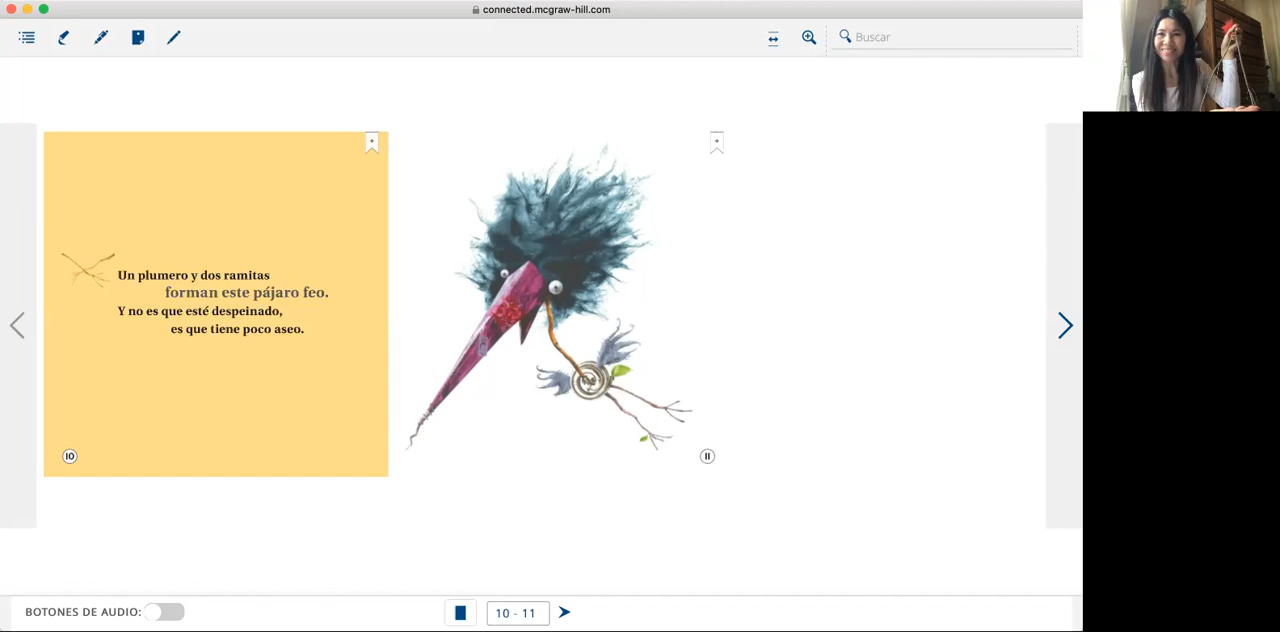 connected.mcgraw-hill.com
Buscar
Un plumero y dos ramitas
forman este pájaro feo.
Y no es que esté despeinado,
es que tiene poco aseo.
10
11
BOTONES DE AUDIO:
10 - 11